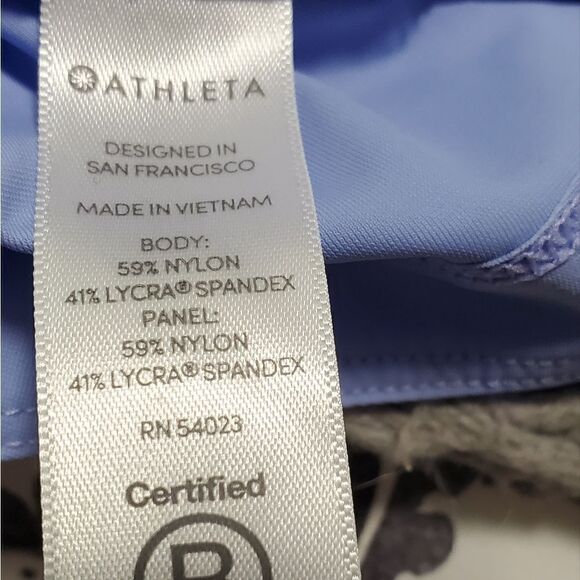 ATHLETA
DESIGNED IN
SAN FRANCISCO
MADE IN VIETNAM
BODY:
59% NYLON
41% LYCRA® SPANDEX
PANEL:
59% NYLON
41% LYCRA® SPANDEX
RN 54023
Certified
B